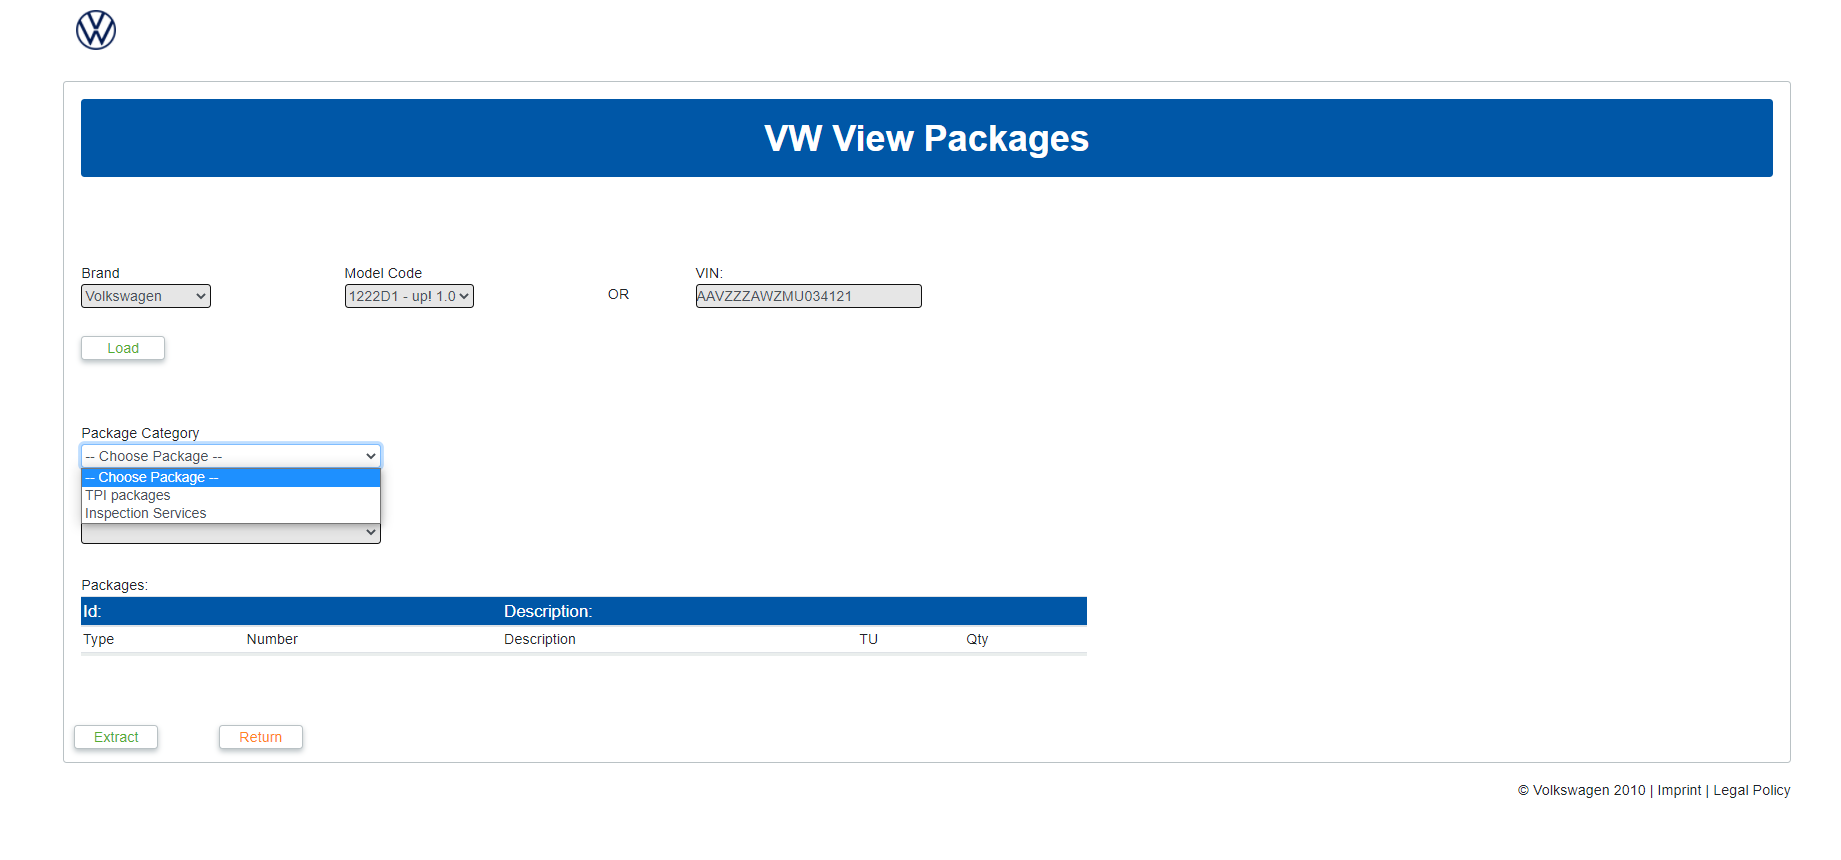 VW View Packages
Brand
Model Code
VIN:
Volkswagen
1222D1 - up! 1.0
OR
AAVZZZAWZMU034121
Load
Package Category
-- Choose Package --
-- Choose Package --
TPI packages
Inspection Services
Packages:
Id: Description:
Type Number Description TU Qty
Extract Return
© Volkswagen 2010 | Imprint | Legal Policy